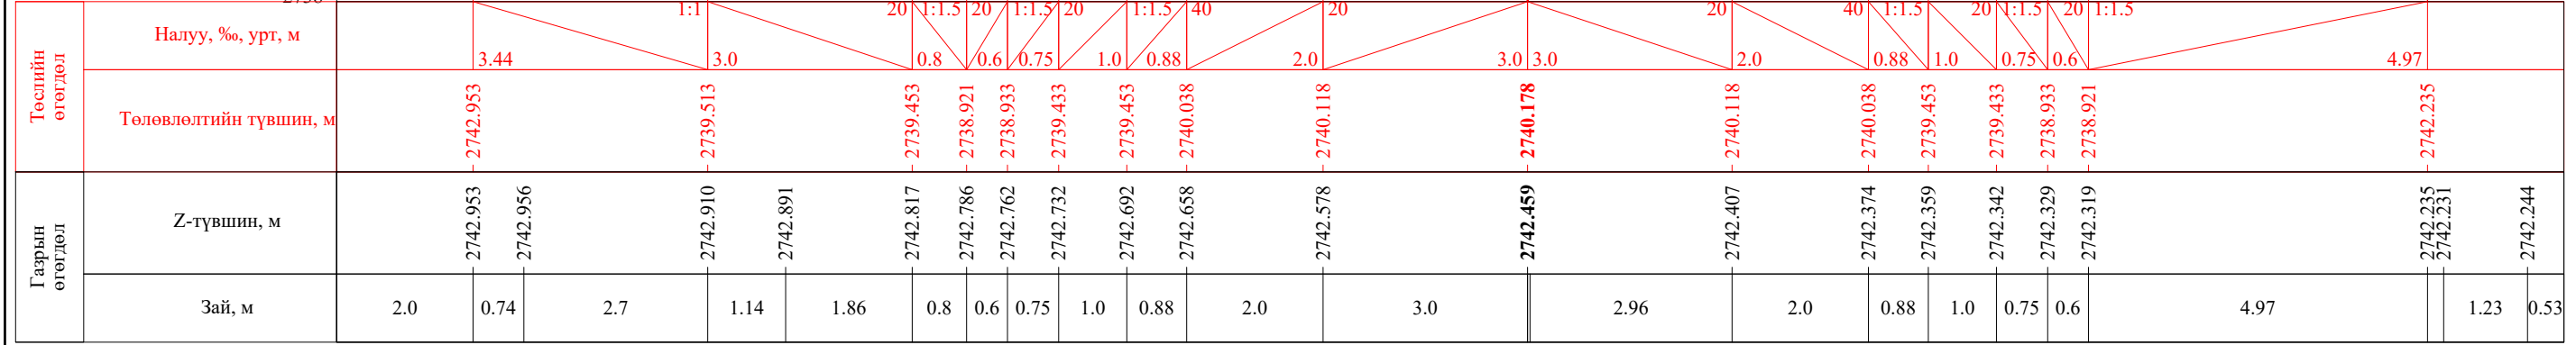 1:1 20 1:1.5 20 1:1.5 20 1:1.5 40 20 20 40 1:1.5 20 1:1.5 20 1:1.5
Төслийн өгөгдөл
Налуу, ‰, урт, м
3.44 3.0 0.8 0.6 0.75 1.0 0.88 2.0 3.0 3.0 2.0 0.88 1.0 0.75 0.6 4.97
Төлөвлөлтийн түвшин, м
2742.953 2739.513 2739.453 2738.921 2738.933 2739.433 2739.453 2740.038 2740.118 2740.178 2740.118 2740.038 2739.453 2739.433 2738.933 2738.921 2742.235
Газрын өгөгдөл
Z-түвшин, м
2742.953 2742.956 2742.910 2742.891 2742.817 2742.786 2742.762 2742.732 2742.692 2742.658 2742.578 2742.459 2742.407 2742.374 2742.359 2742.342 2742.329 2742.319 2742.235 2742.231 2742.244
Зай, м
2.0 0.74 2.7 1.14 1.86 0.8 0.6 0.75 1.0 0.88 2.0 3.0 2.96 2.0 0.88 1.0 0.75 0.6 4.97 1.23 0.53